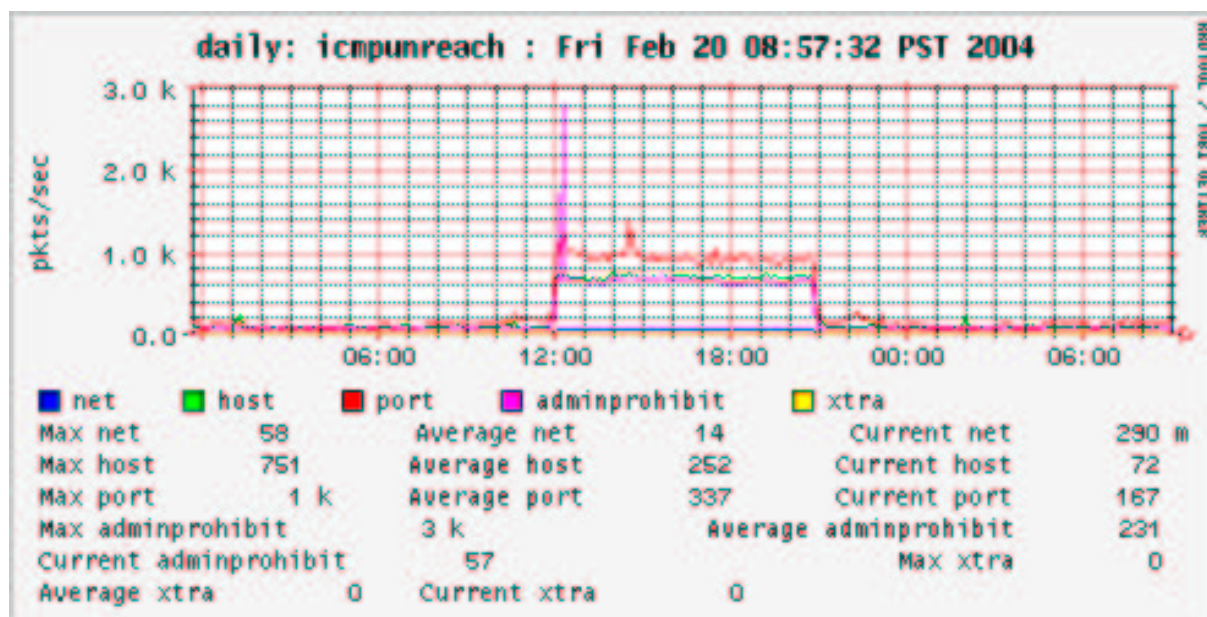 daily: icmpunreach : Fri Feb 20 08:57:32 PST 2004
pkts/sec
3.0 k
2.0 k
1.0 k
0.0
06:00 12:00 18:00 00:00 06:00
net host port adminprohibit xtra
Max net 58 Average net 14 Current net 290 m
Max host 751 Average host 252 Current host 72
Max port 1 k Average port 337 Current port 167
Max adminprohibit 3 k Average adminprohibit 231
Current adminprohibit 57 Max xtra 0
Average xtra 0 Current xtra 0
RRDTOOL / TOBI OETIKER